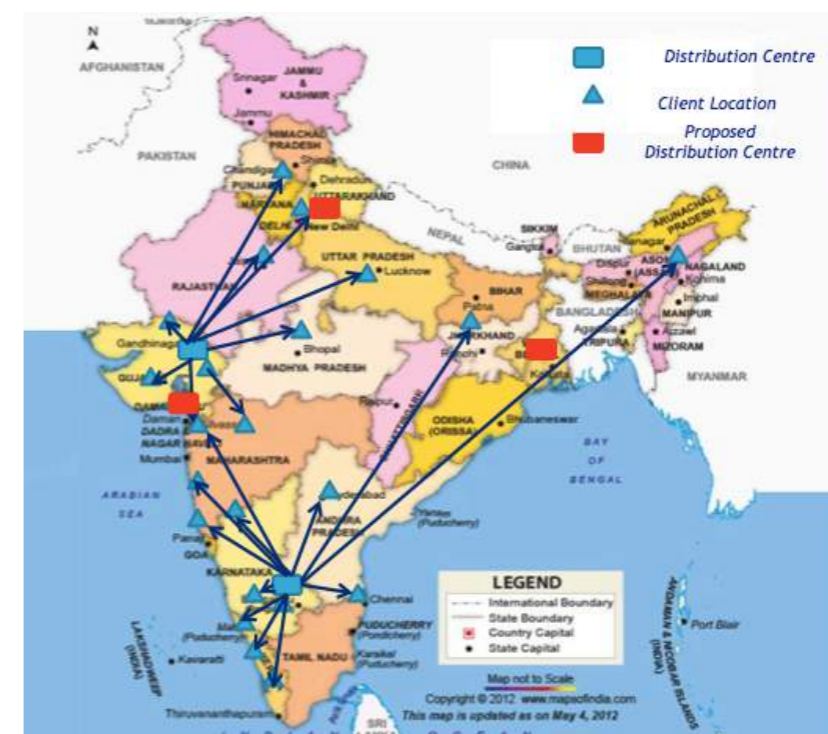 N
AFGHANISTAN
Srinagar
JAMMU
&
KASHMIR
Jammu
PAKISTAN
HIMACHAL
PRADESH
Shimla
PUNJAB
Dehradun
UTTARAKHAND
HARYANA
DELHI
New Delhi
CHINA
Distribution Centre
Client Location
Proposed
Distribution Centre
RAJASTHAN
UTTAR PRADESH
Lucknow
NEPAL
SIKKIM
Gangtok
BHUTAN
ARUNACHAL
PRADESH
Dispur
Shillong
MEGHALAYA
NAGALAND
Kohima
Imphal
MANIPUR
BIHAR
Patna
BANGLADESH
Agartala
TRIPURA
Aizawl
MIZORAM
MYANMAR
JHARKHAND
Ranchi
Kolkata
Gandhinagar
Bhopal
MADHYA PRADESH
Raipur
ODISHA
(ORISSA)
Bhubaneswar
Daman
DADRA &
Mumbai
MAHARASHTRA
BAY
OF
BENGAL
ARABIAN
SEA
ANDHRA
PRADESH
Yanam
(Puducherry)
GOA
KARNATAKA
Chennai
(Puducherry)
PUDUCHERRY
(Pondicherry)
Karaikal
(Puducherry)
TAMIL NADU
LAKSHADWEEP
(INDIA)
Kavaratti
Thiruvananthapuram
SRI
LEGEND
International Boundary
State Boundary
Country Capital
State Capital
Map not to Scale
Copyright © 2012 www.mapsofindia.com
This map is updated as on May 4, 2012
Port Blair
ANDAMAN & NICOBAR ISLANDS
(INDIA)